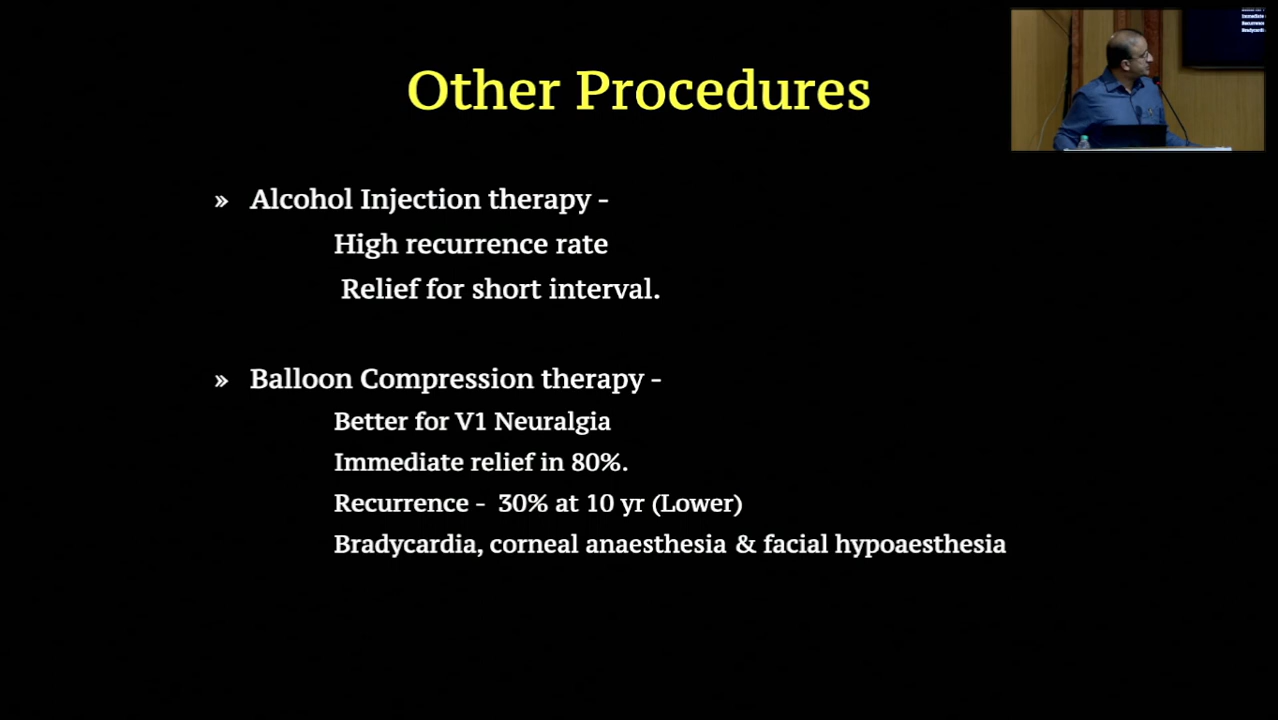 Other Procedures
» Alcohol Injection therapy -
High recurrence rate
Relief for short interval.
» Balloon Compression therapy -
Better for V1 Neuralgia
Immediate relief in 80%.
Recurrence - 30% at 10 yr (Lower)
Bradycardia, corneal anaesthesia & facial hypoaesthesia